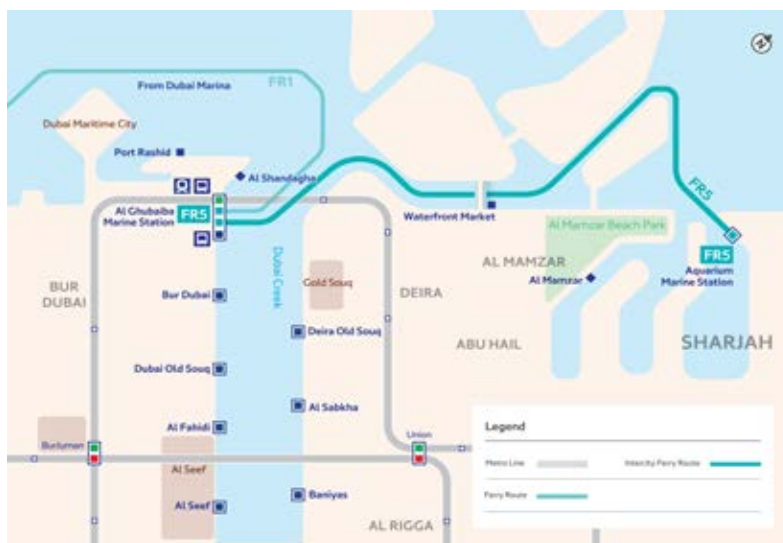 From Dubai Marina
FR1
Dubai Maritime City
Port Rashid
Al Shandagha
Al Ghubaiba
Marine Station
FR5
Waterfront Market
FR5
Al Mamzar Beach Park
FR5
Aquarium
Marine Station
AL MAMZAR
Al Mamzar
BUR
DUBAI
Bur Dubai
Dubai Creek
Gold Souq
DEIRA
Deira Old Souq
ABU HAIL
SHARJAH
Dubai Old Souq
Al Sabkha
Al Fahidi
Burjuman
Union
Al Seef
Al Seef
Baniyas
AL RIGGA
Legend
Metro Line
Intercity Ferry Route
Ferry Route